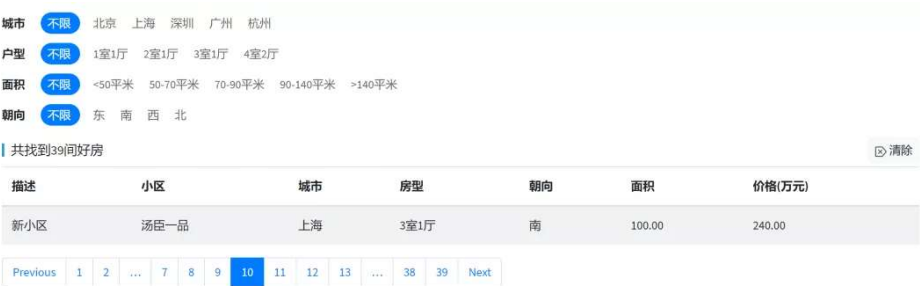 城市 不限 北京 上海 深圳 广州 杭州
户型 不限 1室1厅 2室1厅 3室1厅 4室2厅
面积 不限 <50平米 50-70平米 70-90平米 90-140平米 >140平米
朝向 不限 东 南 西 北
共找到39间好房 清除
描述 小区 城市 房型 朝向 面积 价格(万元)
新小区 汤臣一品 上海 3室1厅 南 100.00 240.00
Previous 1 2 ... 7 8 9 10 11 12 13 ... 38 39 Next